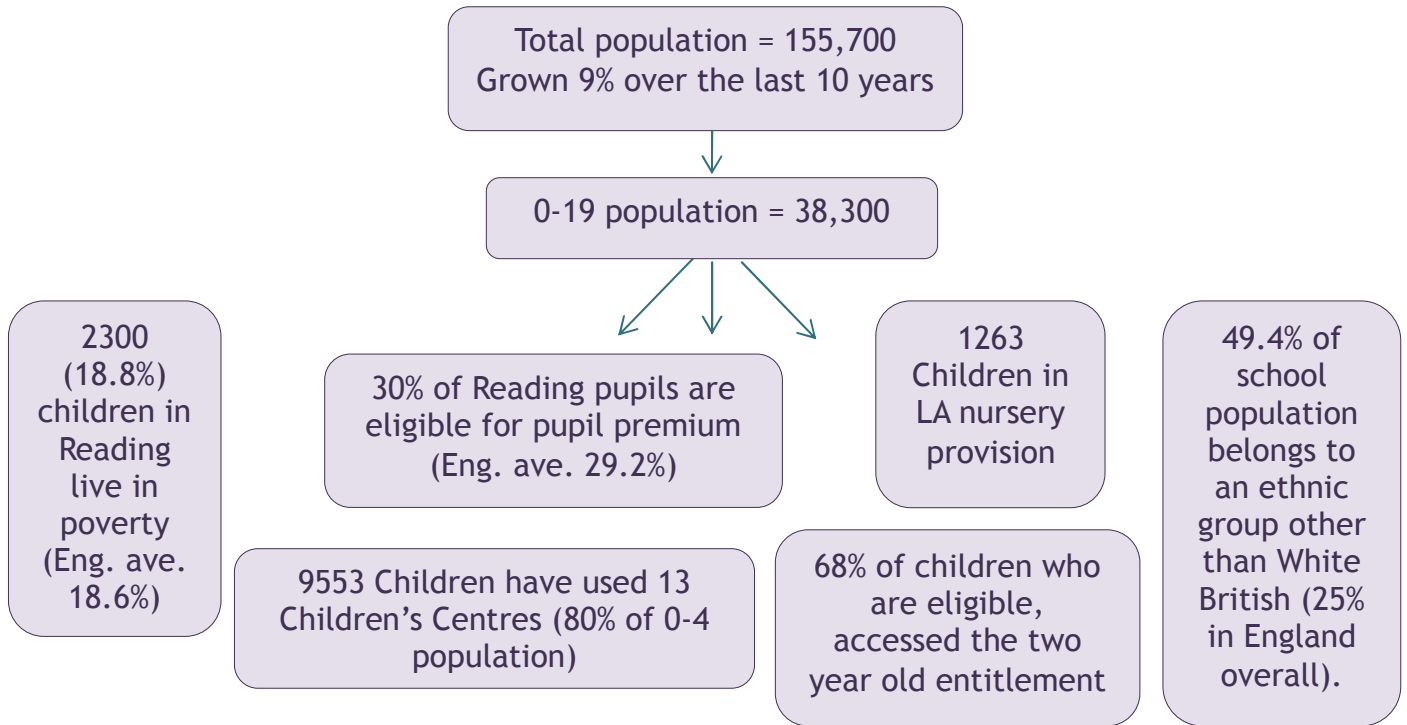 Total population = 155,700
Grown 9% over the last 10 years
0-19 population = 38,300
2300
(18.8%)
children in
Reading
live in
poverty
(Eng. ave.
18.6%)
30% of Reading pupils are
eligible for pupil premium
(Eng. ave. 29.2%)
1263
Children in
LA nursery
provision
49.4% of
school
population
belongs to
an ethnic
group other
than White
British (25%
in England
overall).
9553 Children have used 13
Children’s Centres (80% of 0-4
population)
68% of children who
are eligible,
accessed the two
year old entitlement